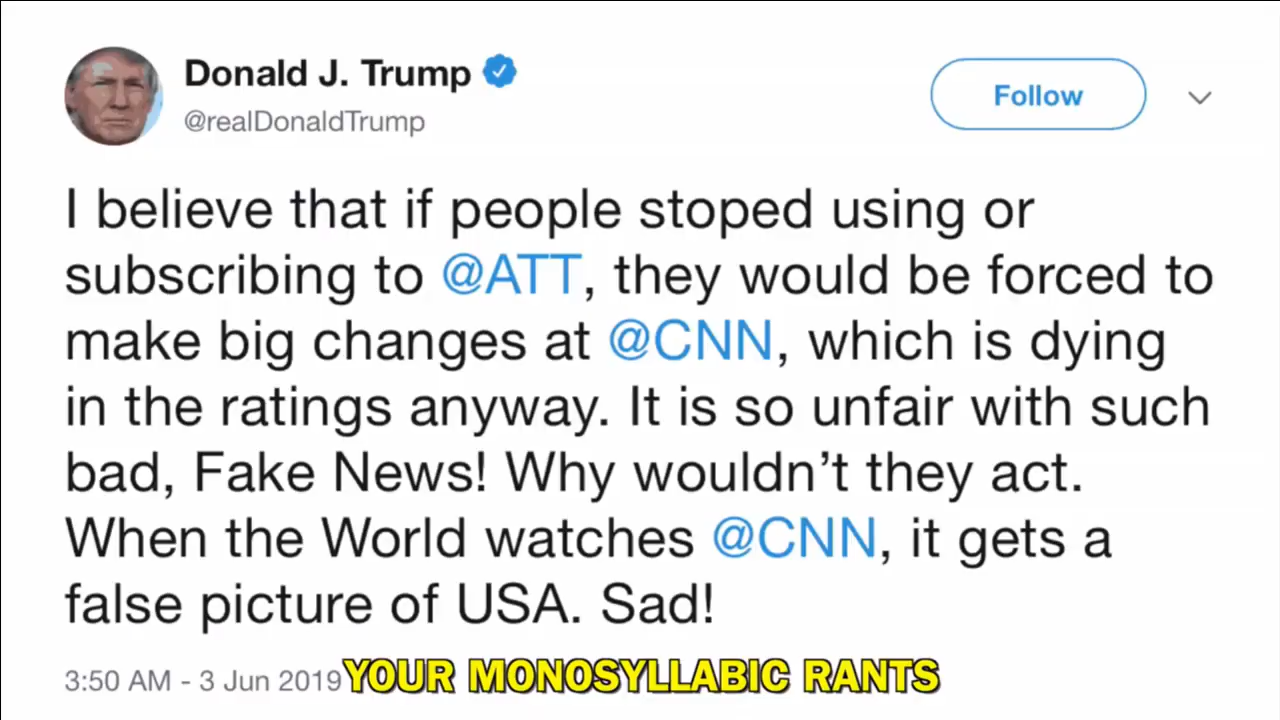 Donald J. Trump
@realDonaldTrump
Follow
I believe that if people stoped using or
subscribing to @ATT, they would be forced to
make big changes at @CNN, which is dying
in the ratings anyway. It is so unfair with such
bad, Fake News! Why wouldn’t they act.
When the World watches @CNN, it gets a
false picture of USA. Sad!
3:50 AM - 3 Jun 2019
YOUR MONOSYLLABIC RANTS